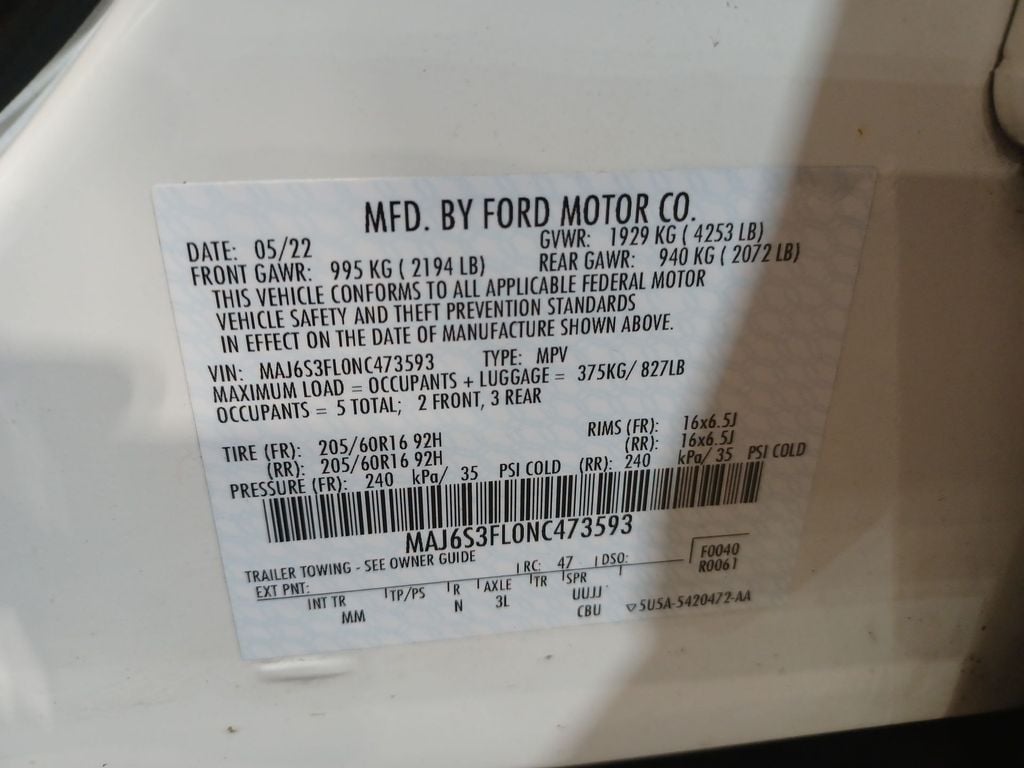 MFD. BY FORD MOTOR CO.
DATE: 05/22 GVWR: 1929 KG ( 4253 LB)
FRONT GAWR: 995 KG ( 2194 LB) REAR GAWR: 940 KG ( 2072 LB)
THIS VEHICLE CONFORMS TO ALL APPLICABLE FEDERAL MOTOR
VEHICLE SAFETY AND THEFT PREVENTION STANDARDS
IN EFFECT ON THE DATE OF MANUFACTURE SHOWN ABOVE.
VIN: MAJ6S3FL0NC473593 TYPE: MPV
MAXIMUM LOAD = OCCUPANTS + LUGGAGE = 375KG/ 827LB
OCCUPANTS = 5 TOTAL; 2 FRONT, 3 REAR
TIRE (FR): 205/60R16 92H RIMS (FR): 16x6.5J
(RR): 205/60R16 92H (RR): 16x6.5J
PRESSURE (FR): 240 kPa/ 35 PSI COLD (RR): 240 kPa/ 35 PSI COLD
MAJ6S3FL0NC473593
TRAILER TOWING - SEE OWNER GUIDE
EXT PNT: RC: 47 DSO: F0040
R0061
INT TR TP/PS R AXLE TR SPR
MM N 3L UUJJ
CBU 5U5A-5420472-AA